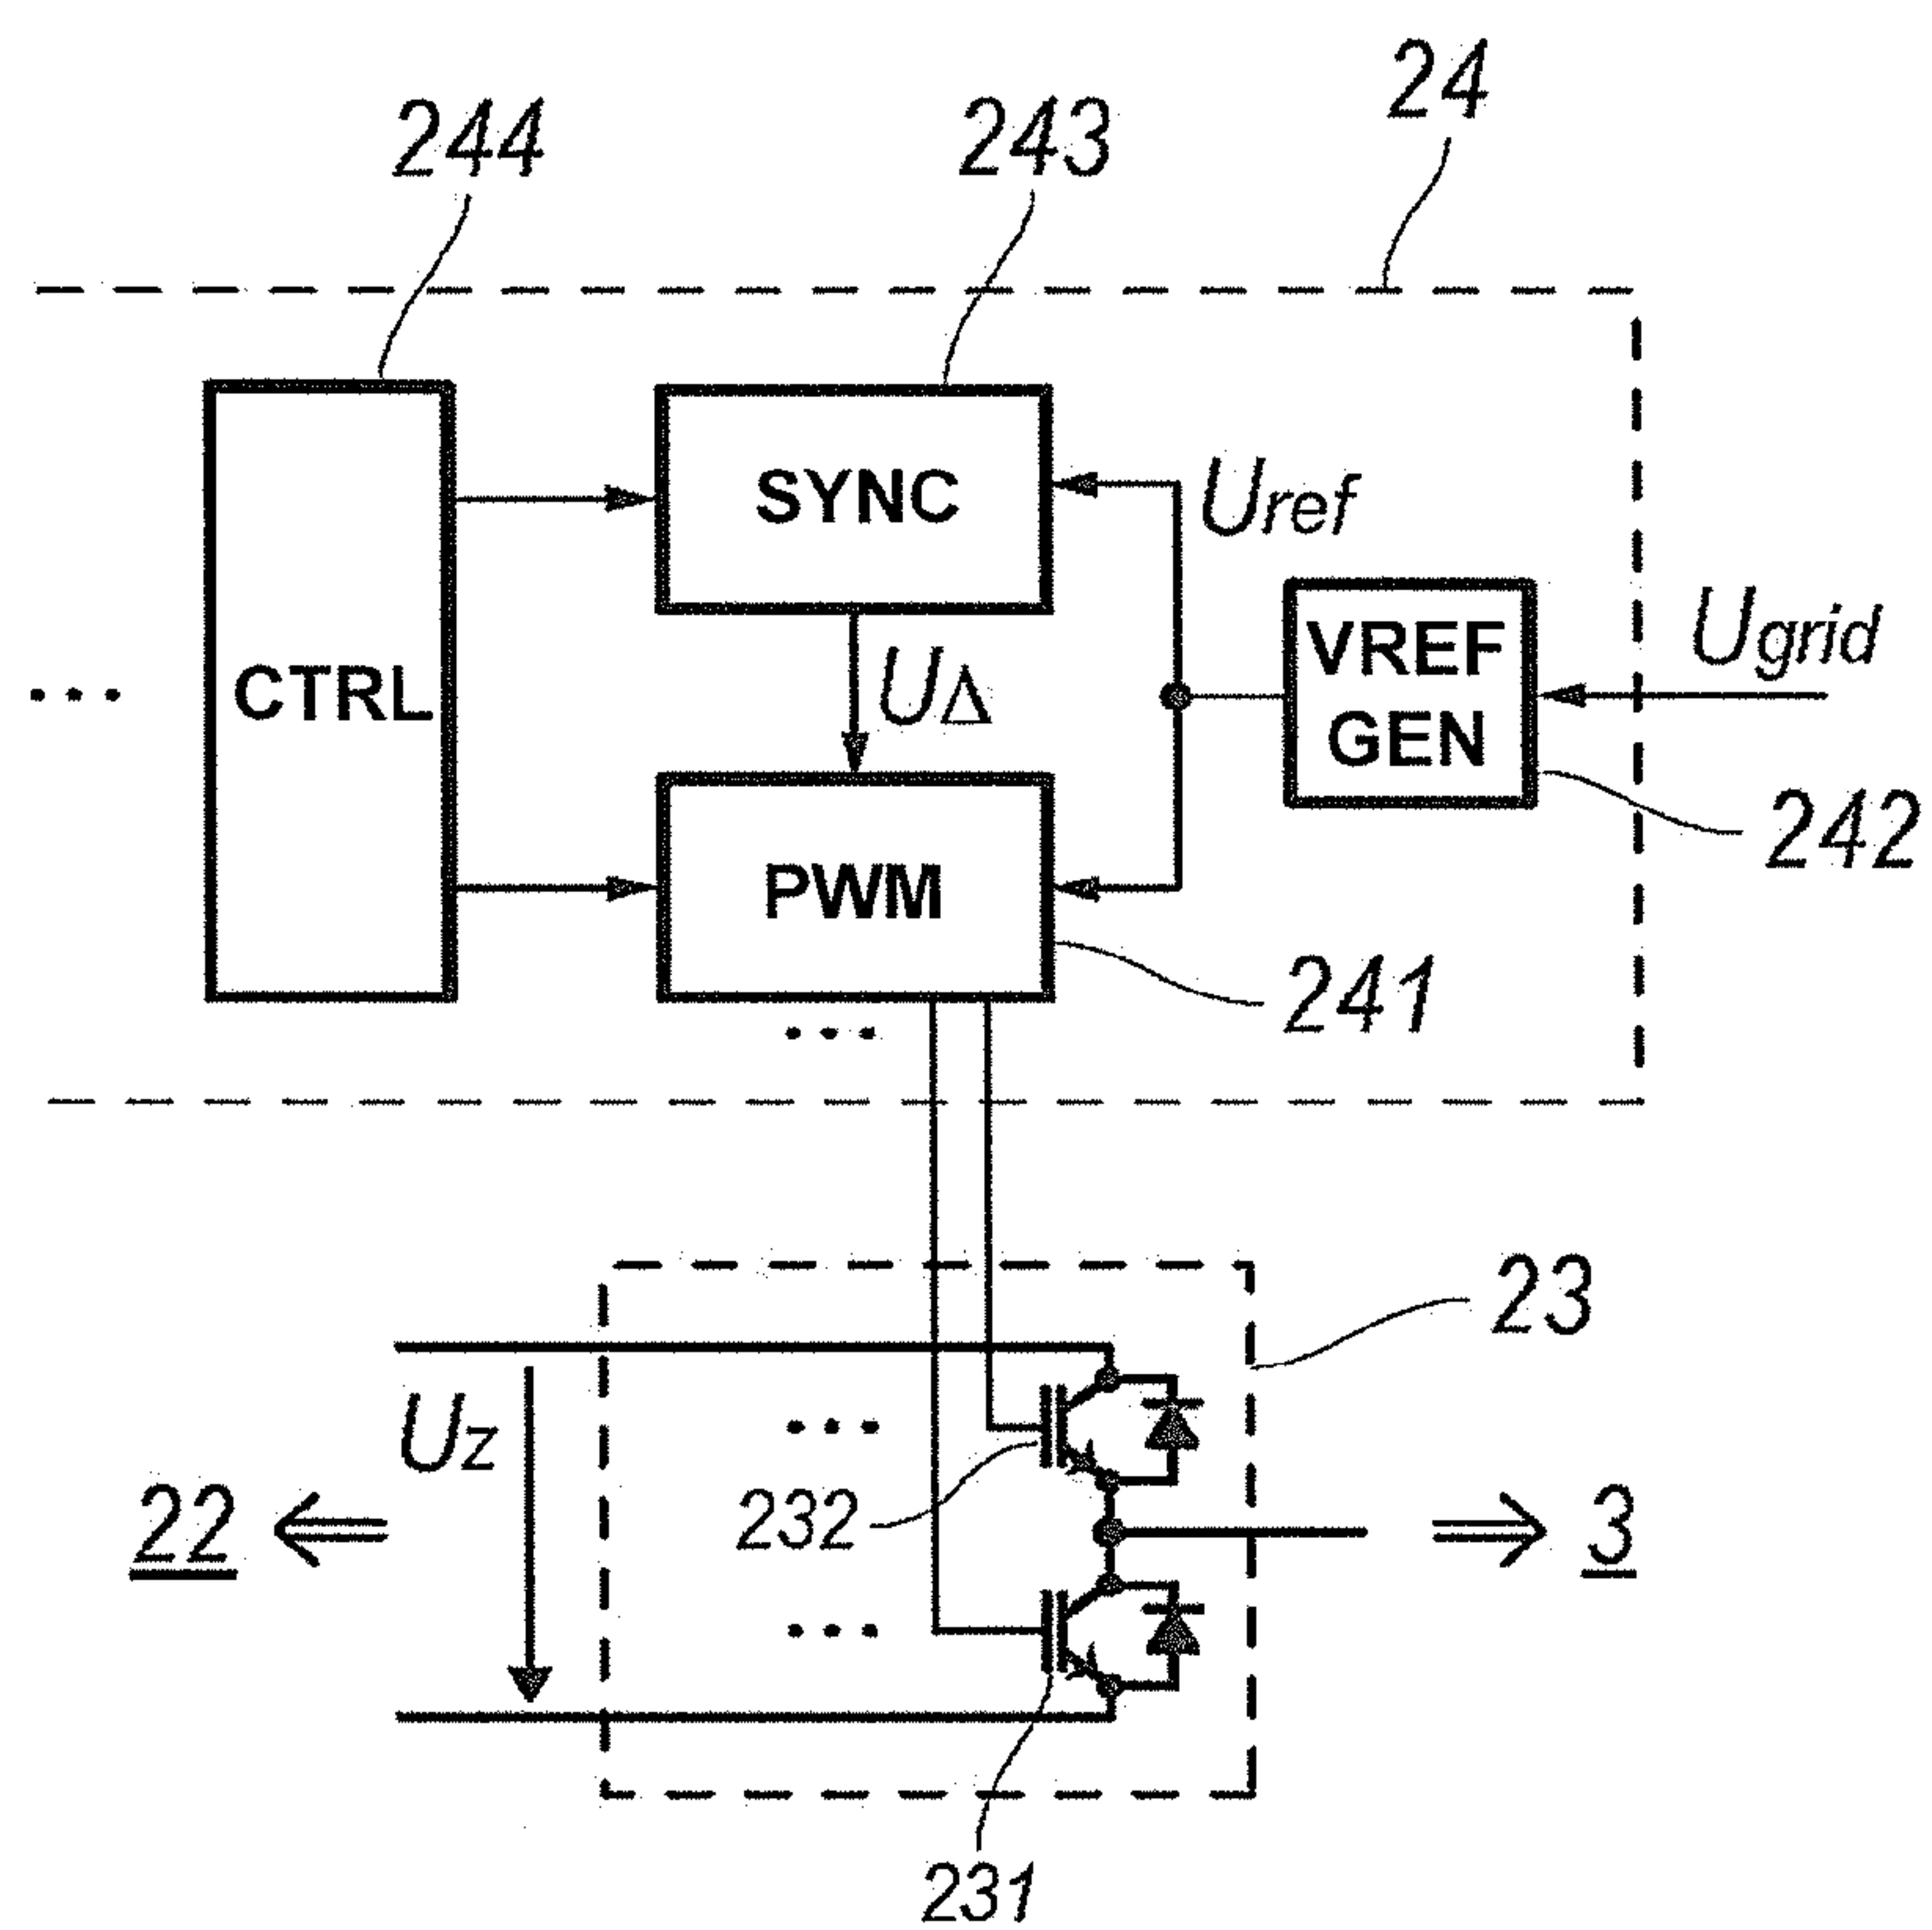 24
244
243
SYNC
Uref
VREF
GEN
Ugrid
CTRL
UΔ
242
PWM
241
23
Uz
22
232
3
231